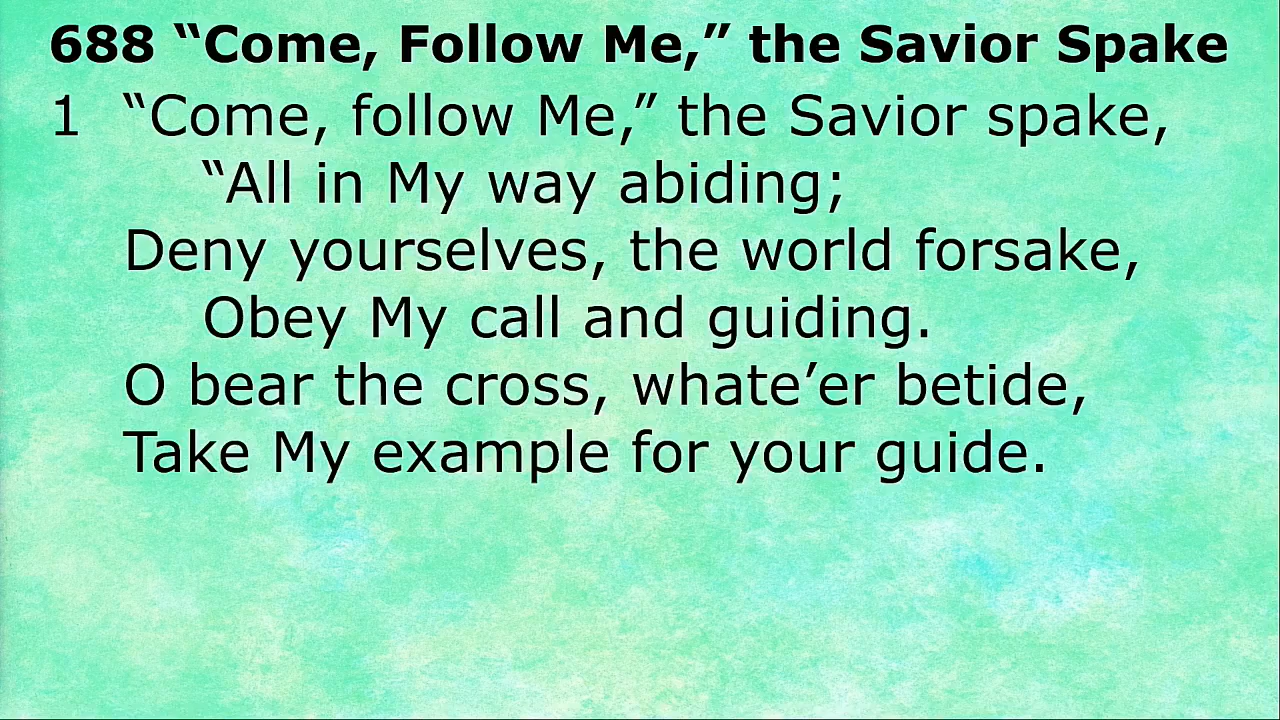 688 “Come, Follow Me,” the Savior Spake
1 “Come, follow Me,” the Savior spake,
“All in My way abiding;
Deny yourselves, the world forsake,
Obey My call and guiding.
O bear the cross, whate’er betide,
Take My example for your guide.